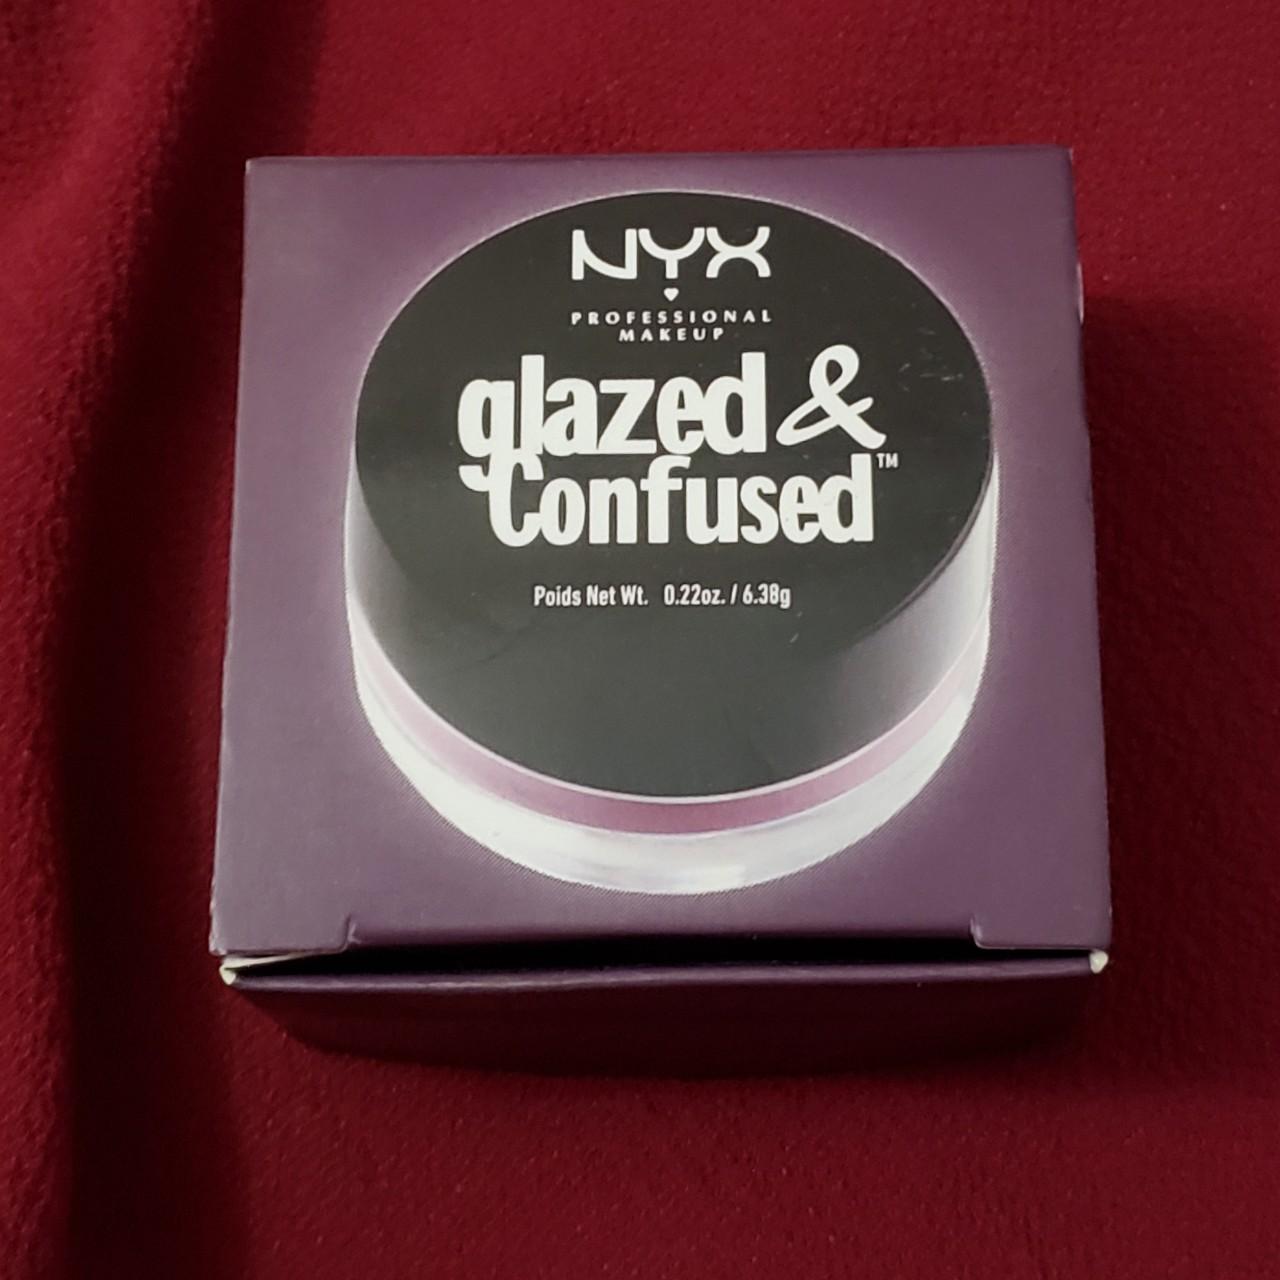 NYX
PROFESSIONAL
MAKEUP
glazed &
Confused™
Poids Net Wt. 0.22oz. / 6.38g